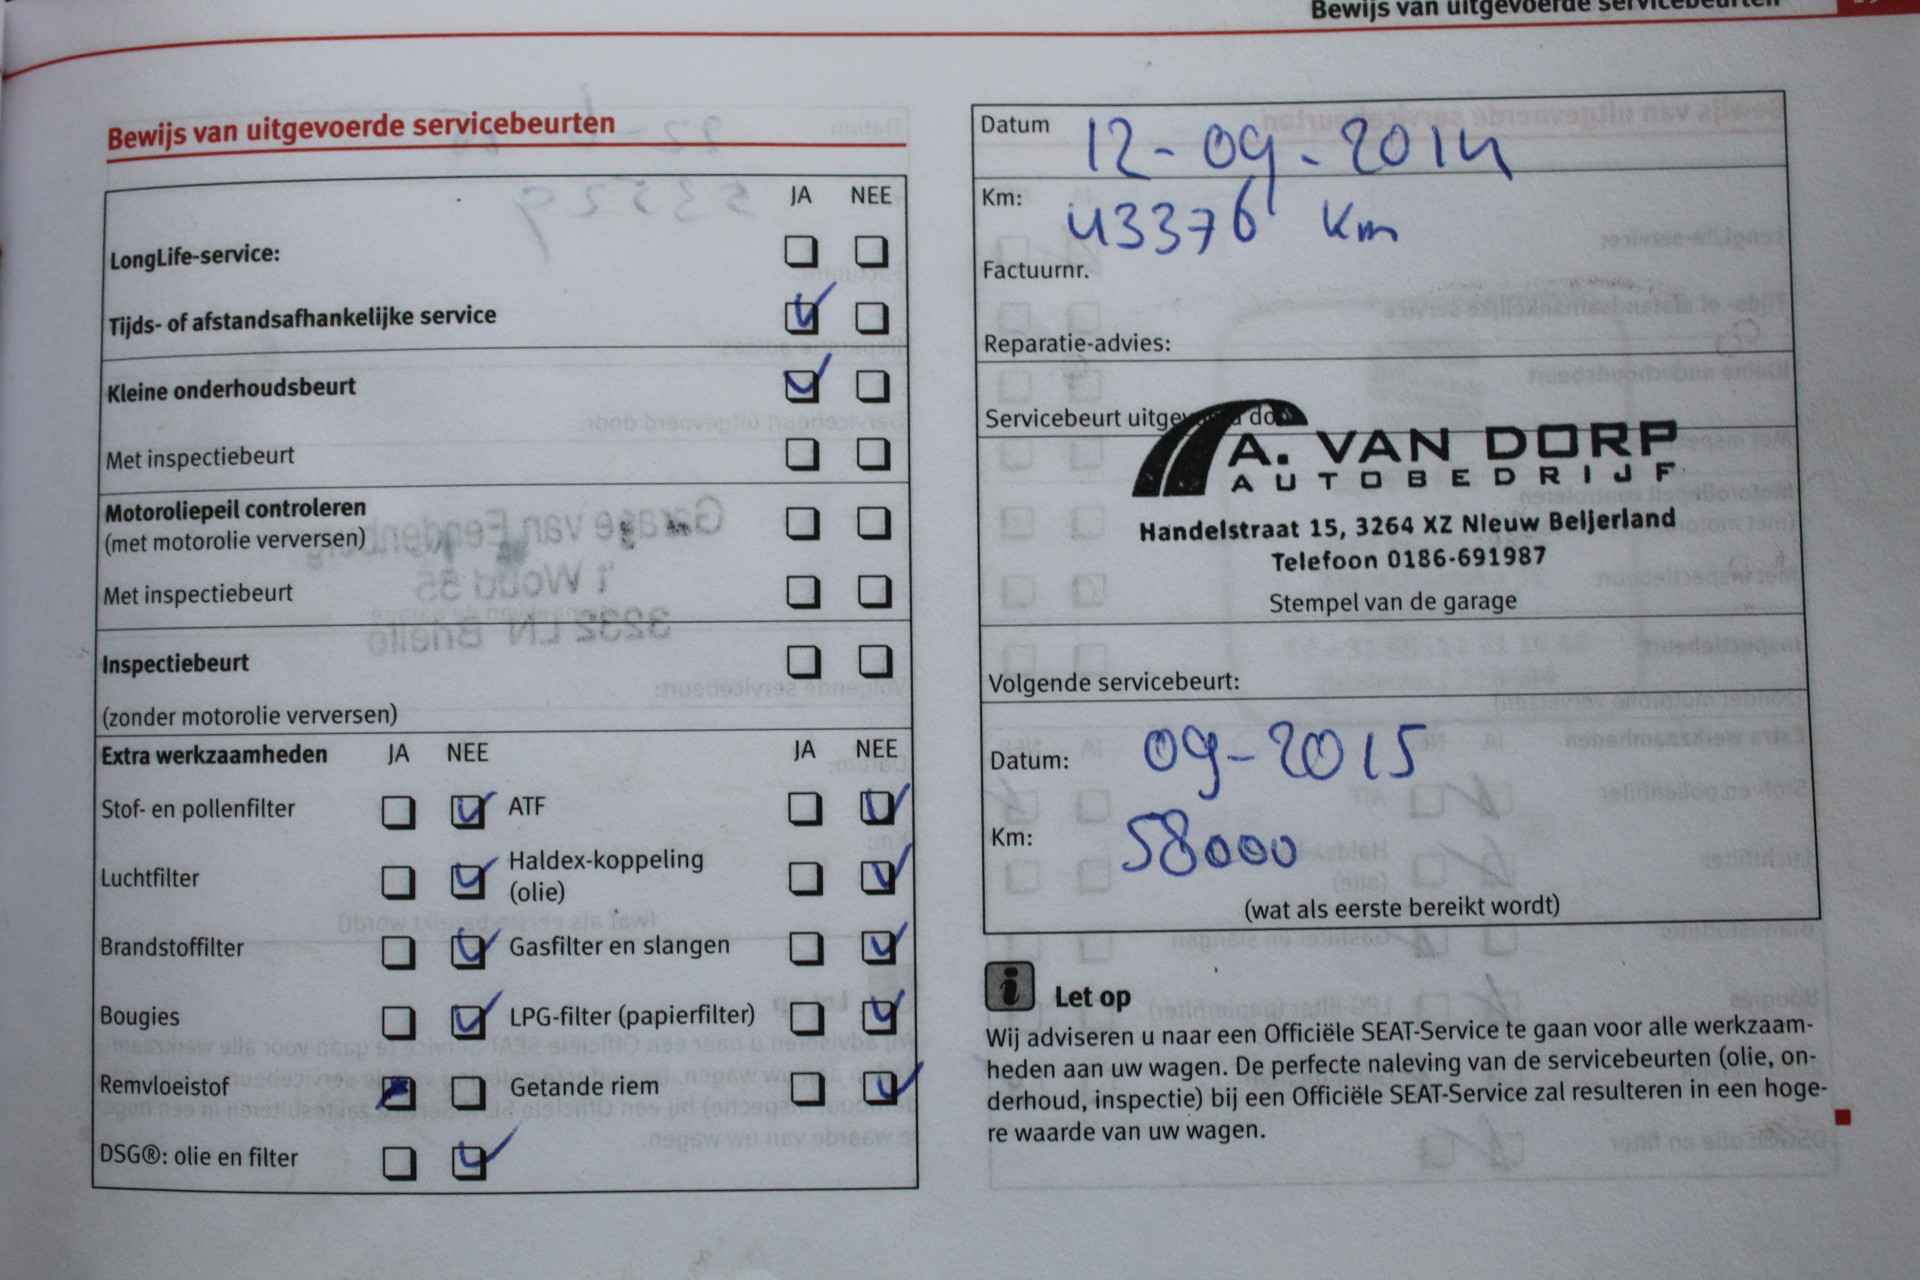 Bewijs van uitgevoerde servicebeurten
Bewijs van uitgevoerde servicebeurten
JA NEE
LongLife-service:
Tijds- of afstandsafhankelijke service
Kleine onderhoudsbeurt
Met inspectiebeurt
Motoroliepeil controleren
(met motorolie verversen)
Met inspectiebeurt
Inspectiebeurt
(zonder motorolie verversen)
Extra werkzaamheden JA NEE JA NEE
Stof- en pollenfilter ATF
Luchtfilter Haldex-koppeling
(olie)
Brandstoffilter Gasfilter en slangen
Bougies LPG-filter (papierfilter)
Remvloeistof Getande riem
DSG®: olie en filter
Datum 12-09-2014
Km: 43376 Km
Factuurnr.
Reparatie-advies:
Servicebeurt
A. VAN DORP
AUTOBEDRIJF
Handelstraat 15, 3264 XZ Nieuw Beijerland
Telefoon 0186-691987
Stempel van de garage
Volgende servicebeurt:
Datum: 09-2015
Km: 58000
(wat als eerste bereikt wordt)
Let op
Wij adviseren u naar een Officiële SEAT-Service te gaan voor alle werkzaam-
heden aan uw wagen. De perfecte naleving van de servicebeurten (olie, on-
derhoud, inspectie) bij een Officiële SEAT-Service zal resulteren in een hoge-
re waarde van uw wagen.